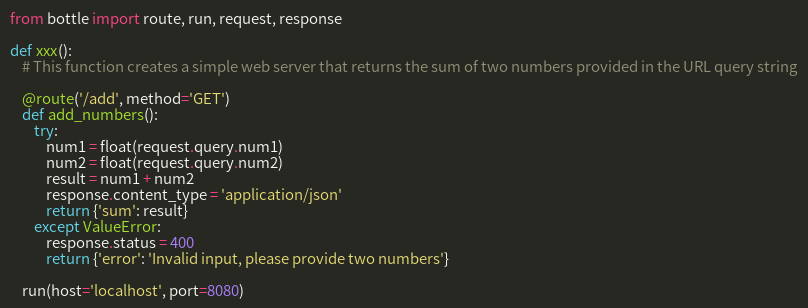 from bottle import route, run, request, response

def xxx():
    # This function creates a simple web server that returns the sum of two numbers provided in the URL query string

    @route('/add', method='GET')
    def add_numbers():
        try:
            num1 = float(request.query.num1)
            num2 = float(request.query.num2)
            result = num1 + num2
            response.content_type = 'application/json'
            return {'sum': result}
        except ValueError:
            response.status = 400
            return {'error': 'Invalid input, please provide two numbers'}

    run(host='localhost', port=8080)